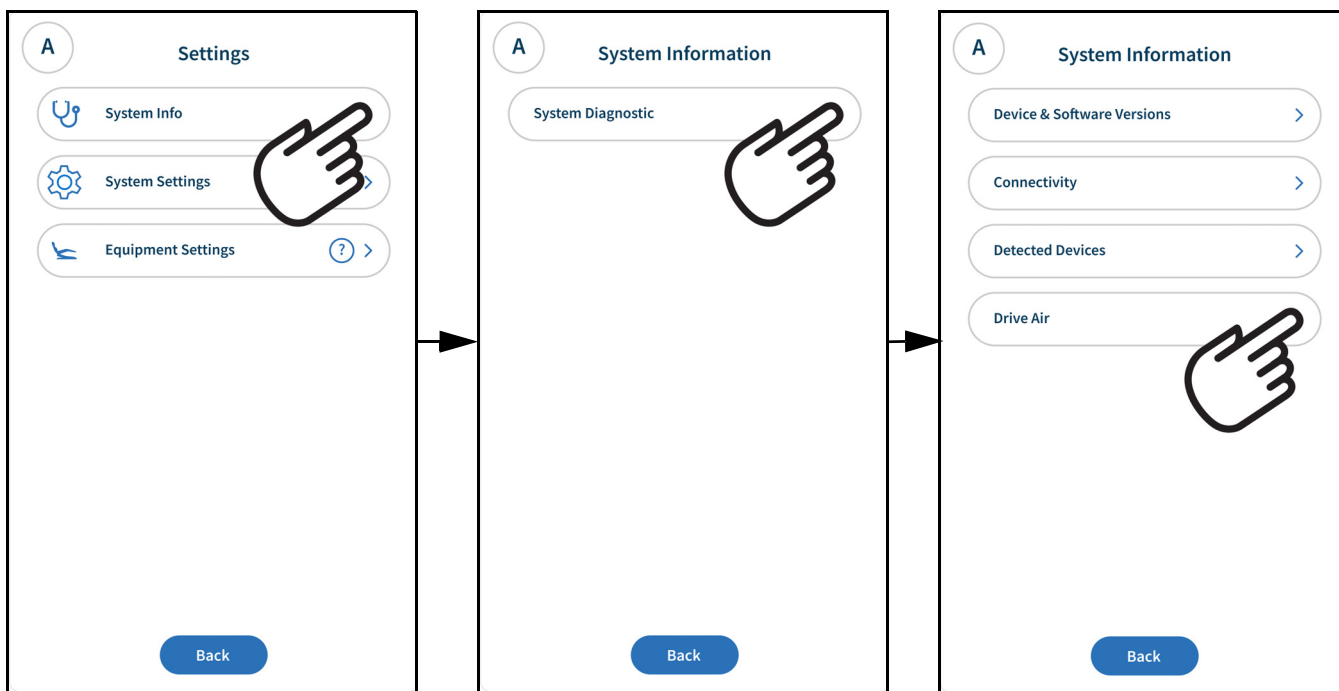 A
Settings
System Info
System Settings
Equipment Settings ?
Back
A
System Information
System Diagnostic
Back
A
System Information
Device & Software Versions
Connectivity
Detected Devices
Drive Air
Back